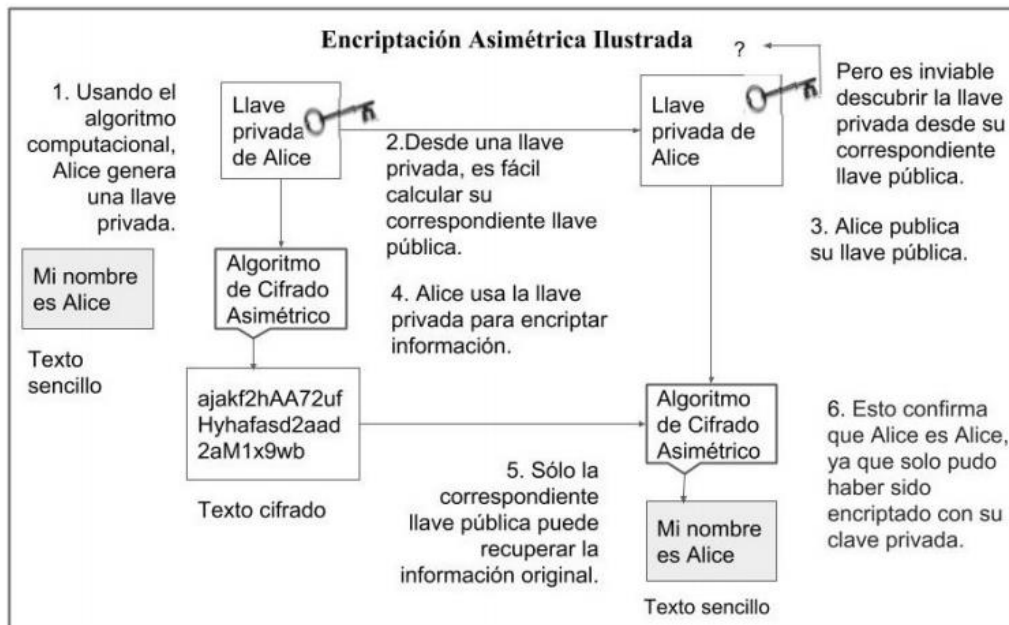 Encriptación Asimétrica Ilustrada
1. Usando el
algoritmo
computacional,
Alice genera
una llave
privada.
Llave
privada
de Alice
2.Desde una llave
privada, es fácil
calcular su
correspondiente llave
pública.
Llave
privada de
Alice
?
Pero es inviable
descubrir la llave
privada desde su
correspondiente
llave pública.
3. Alice publica
su llave pública.
Mi nombre
es Alice
Texto
sencillo
Algoritmo
de Cifrado
Asimétrico
4. Alice usa la llave
privada para encriptar
información.
ajakf2hAA72uf
Hyhafasd2aad
2aM1x9wb
Texto cifrado
5. Sólo la
correspondiente
llave pública puede
recuperar la
información original.
Algoritmo
de Cifrado
Asimétrico
Mi nombre
es Alice
Texto sencillo
6. Esto confirma
que Alice es Alice,
ya que solo pudo
haber sido
encriptado con su
clave privada.